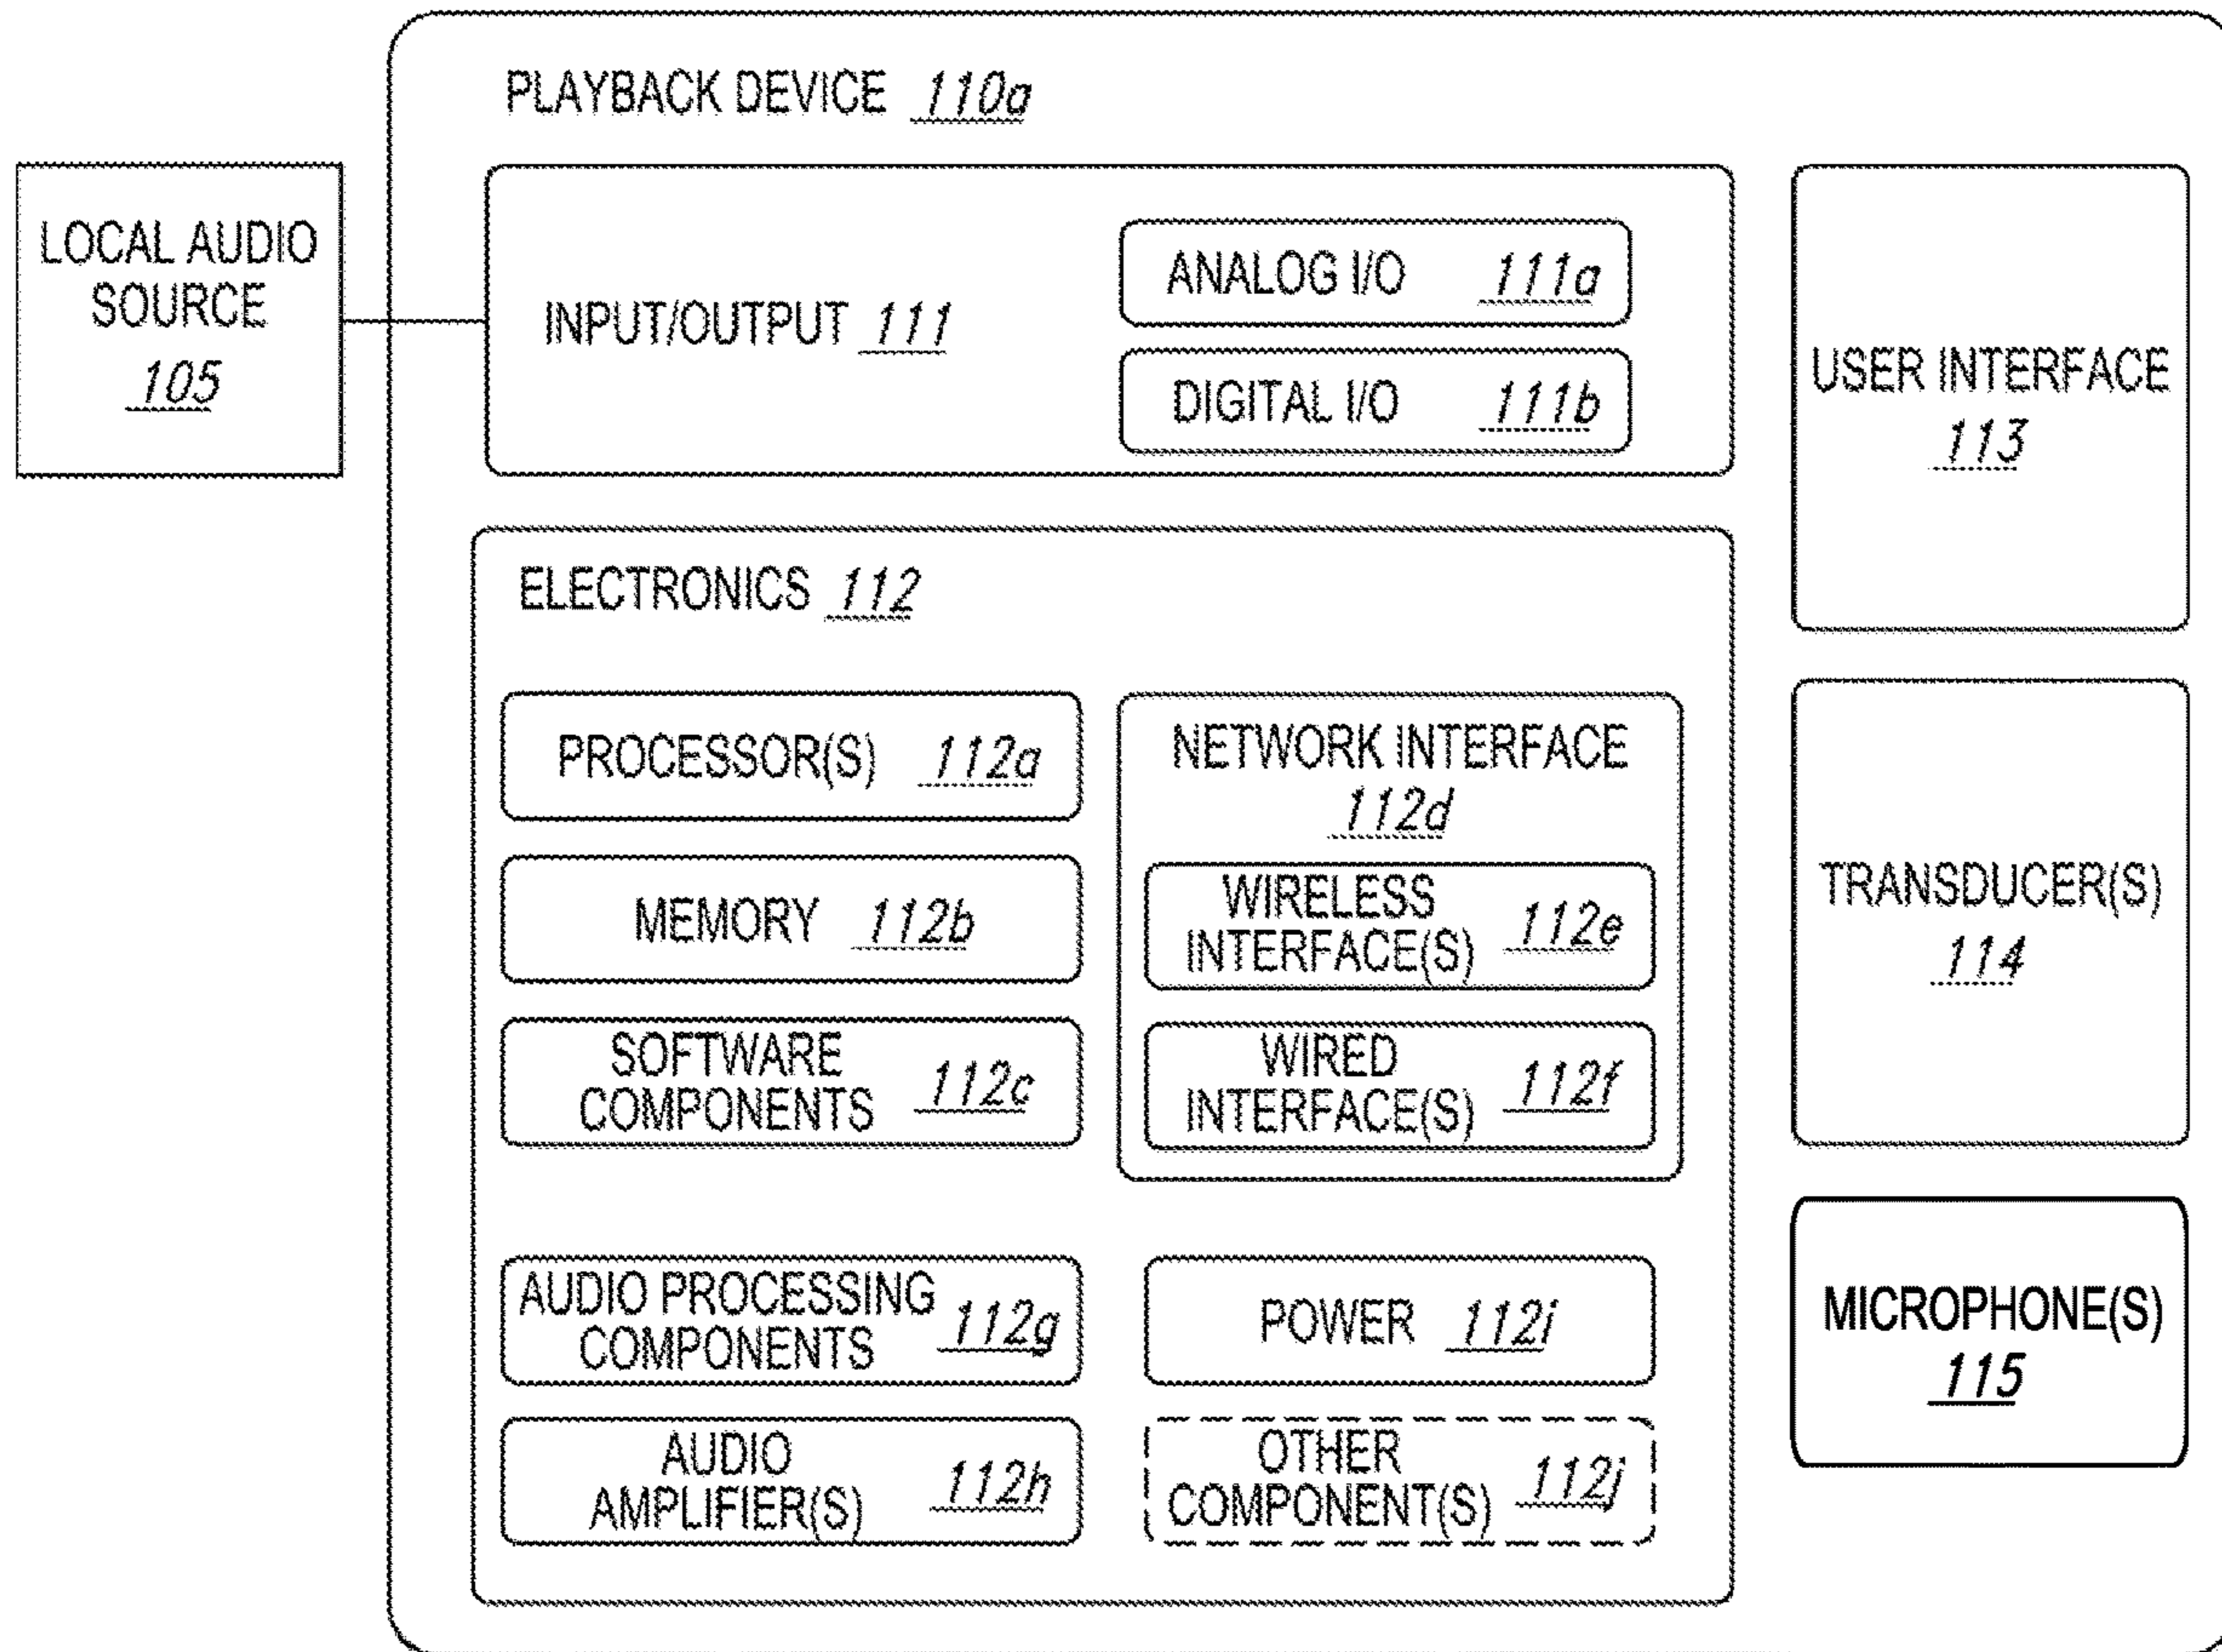 PLAYBACK DEVICE 110a
LOCAL AUDIO
SOURCE
105
INPUT/OUTPUT 111
ANALOG I/O 111a
DIGITAL I/O 111b
USER INTERFACE
113
ELECTRONICS 112
PROCESSOR(S) 112a
MEMORY 112b
SOFTWARE
COMPONENTS 112c
NETWORK INTERFACE
112d
WIRELESS
INTERFACE(S) 112e
WIRED
INTERFACE(S) 112f
AUDIO PROCESSING
COMPONENTS 112g
AUDIO
AMPLIFIER(S) 112h
POWER 112i
OTHER
COMPONENT(S) 112j
TRANSDUCER(S)
114
MICROPHONE(S)
115